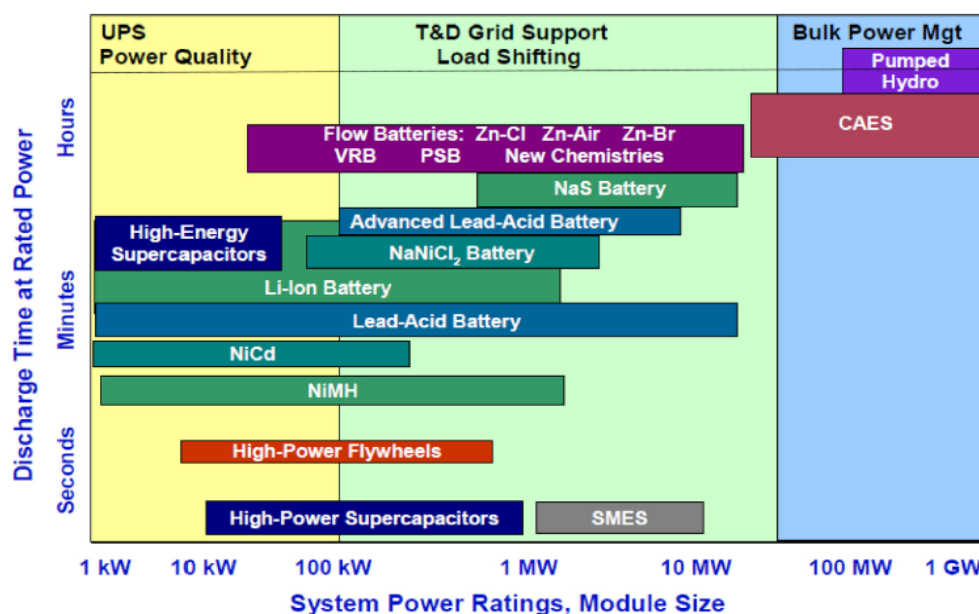 UPS
Power Quality
T&D Grid Support
Load Shifting
Bulk Power Mgt
Pumped
Hydro
CAES
Flow Batteries: Zn-Cl Zn-Air Zn-Br
VRB PSB New Chemistries
NaS Battery
Advanced Lead-Acid Battery
High-Energy
Supercapacitors
NaNiCl₂ Battery
Li-Ion Battery
Lead-Acid Battery
NiCd
NiMH
High-Power Flywheels
High-Power Supercapacitors
SMES
Discharge Time at Rated Power
Hours
Minutes
Seconds
1 kW 10 kW 100 kW 1 MW 10 MW 100 MW 1 GW
System Power Ratings, Module Size